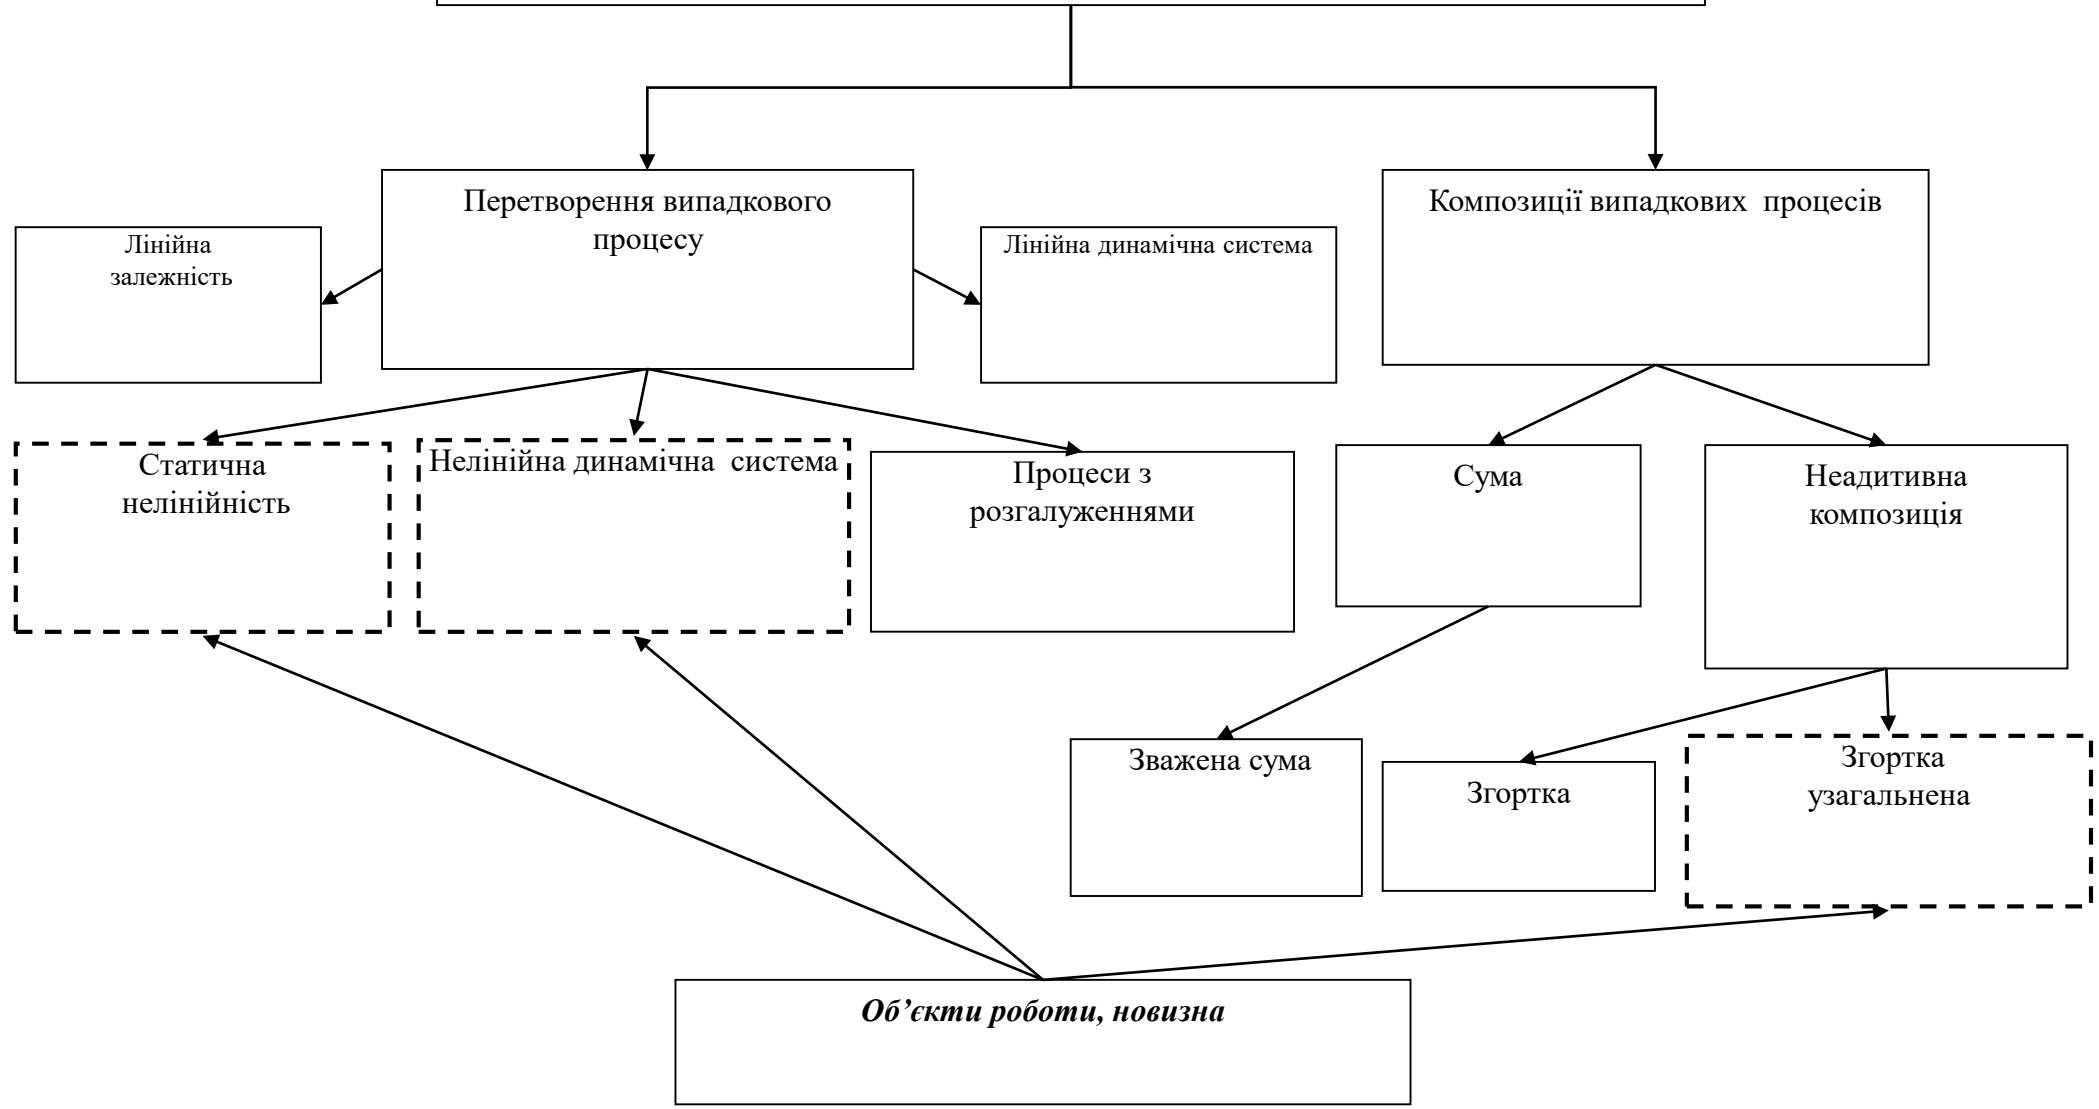 Перетворення випадкового
процесу
Композиції випадкових процесів
Лінійна
залежність
Лінійна динамічна система
Статична
нелінійність
Нелінійна динамічна система
Процеси з
розгалуженнями
Сума
Неадитивна
композиція
Зважена сума
Згортка
Згортка
узагальнена
Об’єкти роботи, новизна